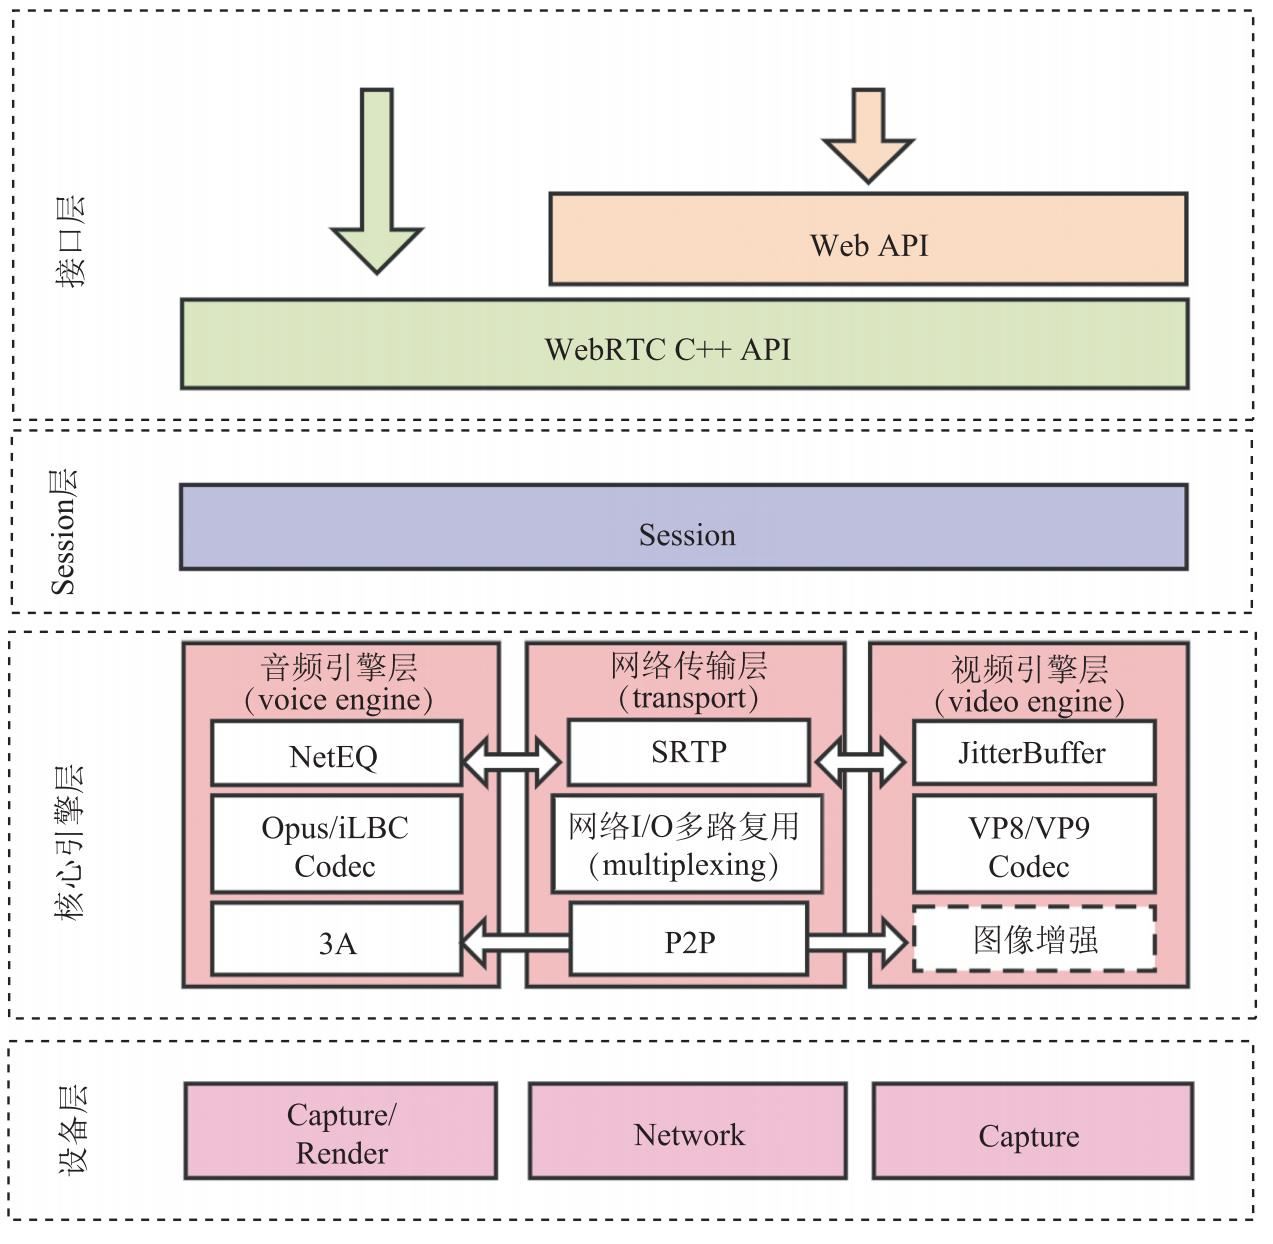 接口层
Web API
WebRTC C++ API
Session层
Session
核心引擎层
音频引擎层
（voice engine）
NetEQ
Opus/iLBC
Codec
3A
网络传输层
（transport）
SRTP
网络I/O多路复用
（multiplexing）
P2P
视频引擎层
（video engine）
JitterBuffer
VP8/VP9
Codec
图像增强
设备层
Capture/
Render
Network
Capture